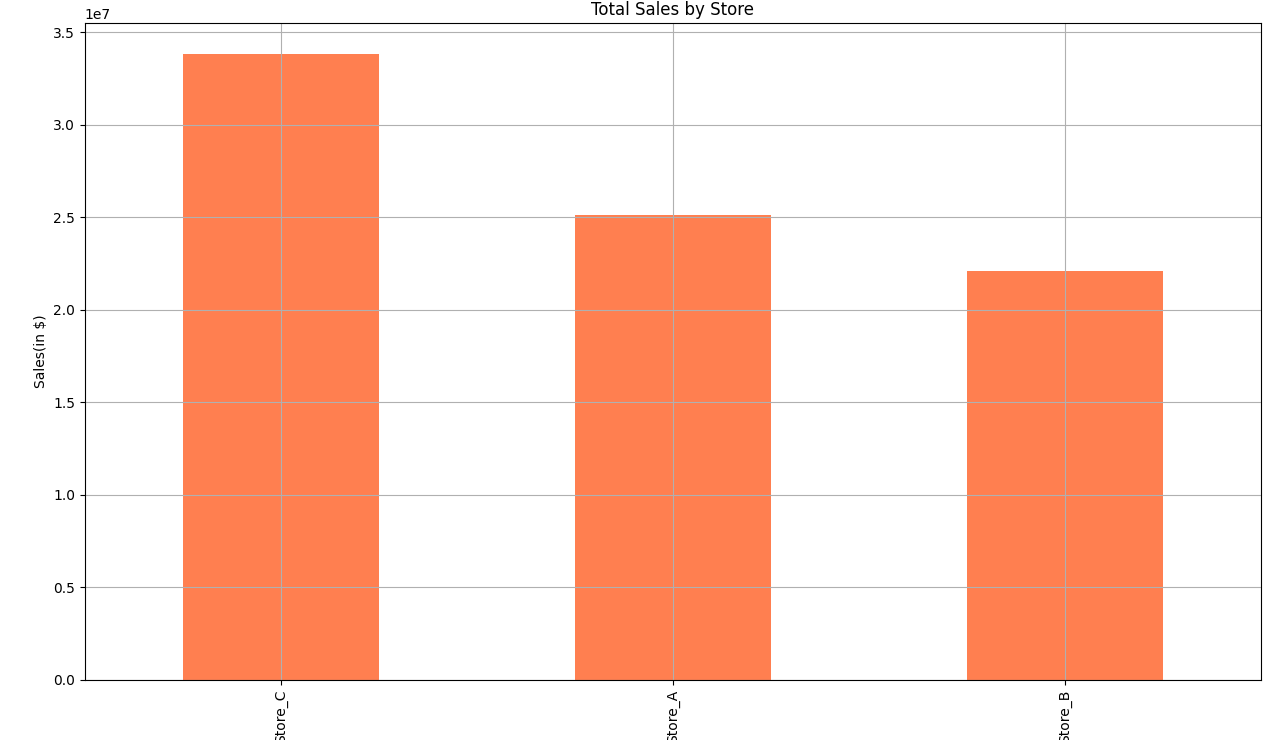 Total Sales by Store
1e7
3.5
3.0
2.5
2.0
1.5
1.0
0.5
0.0
Sales(in $)
Store_C
Store_A
Store_B